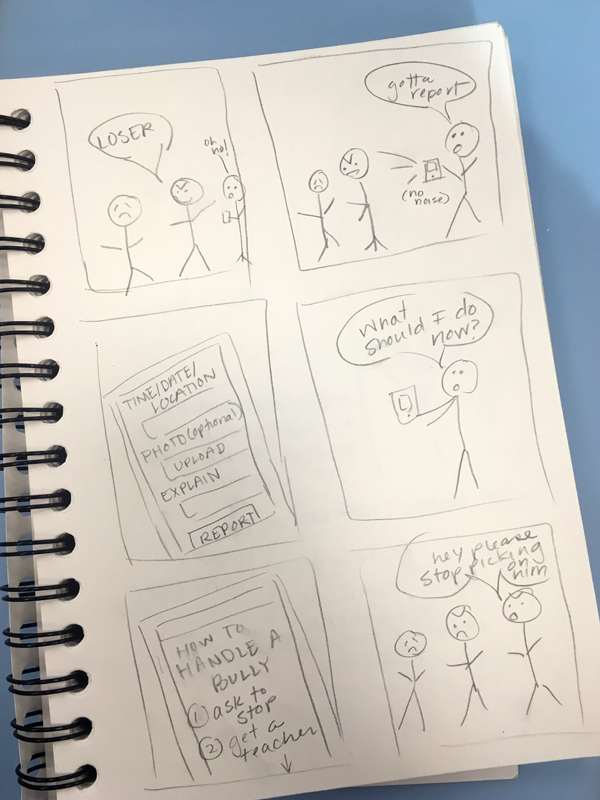 LOSER
oh
no!
gotta
report
(no
noise)
TIME/DATE/
LOCATION
PHOTO(optional)
UPLOAD
EXPLAIN
REPORT
What
should I do
now?
HOW TO
HANDLE A
BULLY
① ask to
stop
② get a
teacher
hey please
stop picking
on
him